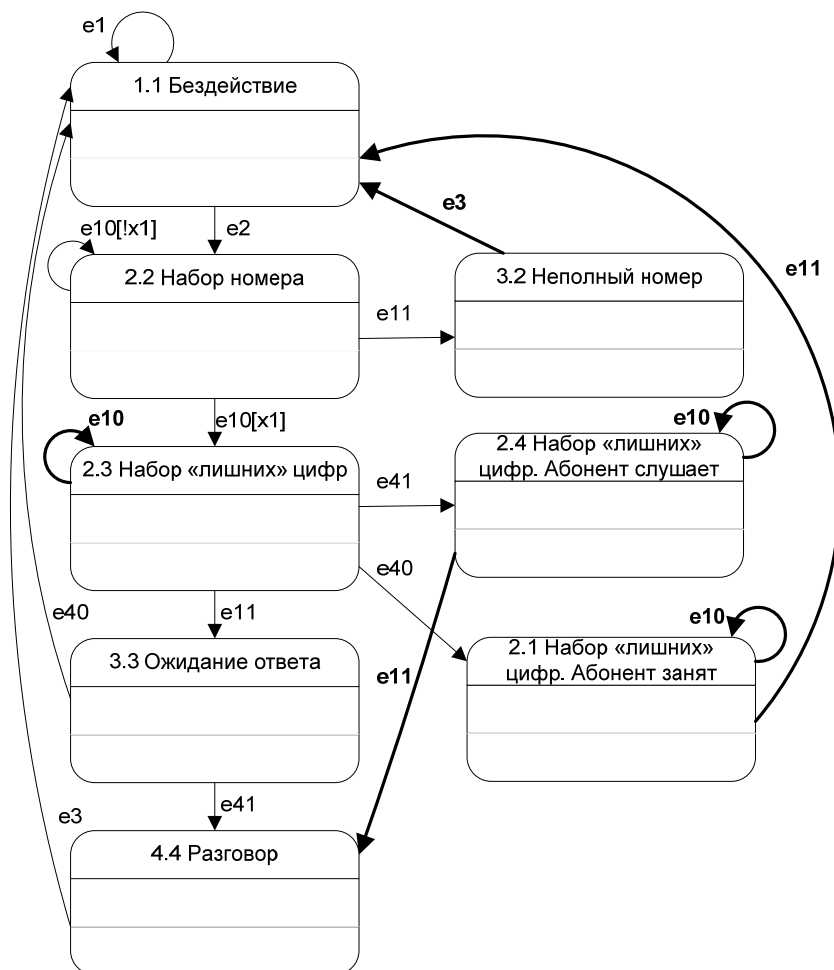 e1
1.1 Бездействие
e2
e3
e10[!x1]
2.2 Набор номера
3.2 Неполный номер
e11
e11
e10[x1]
e10
e10
2.3 Набор «лишних» цифр
2.4 Набор «лишних»
цифр. Абонент слушает
e41
e40
e40
e11
e10
3.3 Ожидание ответа
2.1 Набор «лишних»
цифр. Абонент занят
e11
e3
e41
4.4 Разговор